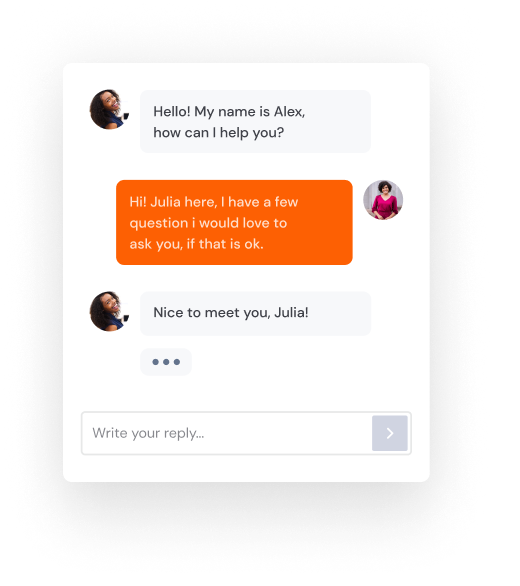 Hello! My name is Alex,
how can I help you?
Hi! Julia here, I have a few
question i would love to
ask you, if that is ok.
Nice to meet you, Julia!
Write your reply...